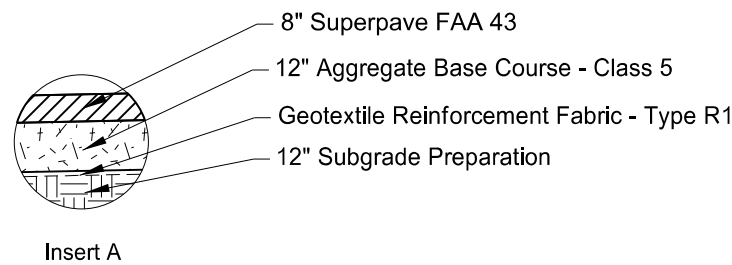 8" Superpave FAA 43
12" Aggregate Base Course - Class 5
Geotextile Reinforcement Fabric - Type R1
12" Subgrade Preparation
Insert A